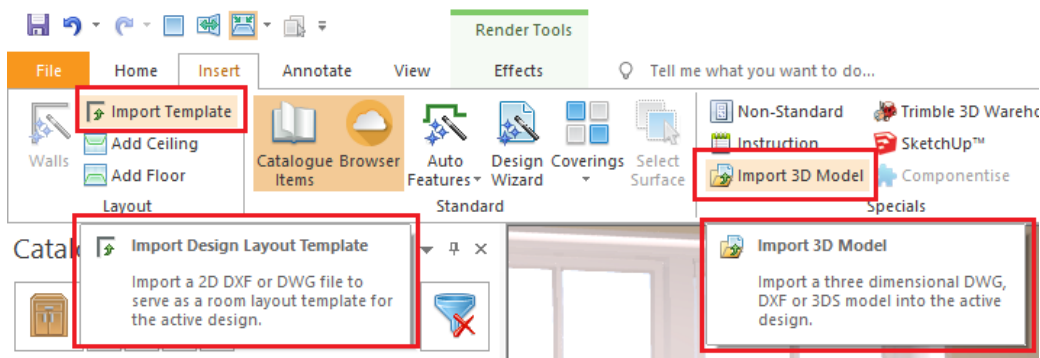 Render Tools
File Home Insert Annotate View Effects Tell me what you want to do...
Import Template Non-Standard Trimble 3D
Add Ceiling Instruction SketchUp™
Walls Add Floor Catalogue Items Browser Auto Features Design Wizard Coverings Select Surface Import 3D Model Componentise
Layout Standard Specials
Import Design Layout Template
Import a 2D DXF or DWG file to
serve as a room layout template for
the active design.
Import 3D Model
Import a three dimensional DWG,
DXF or 3DS model into the active
design.